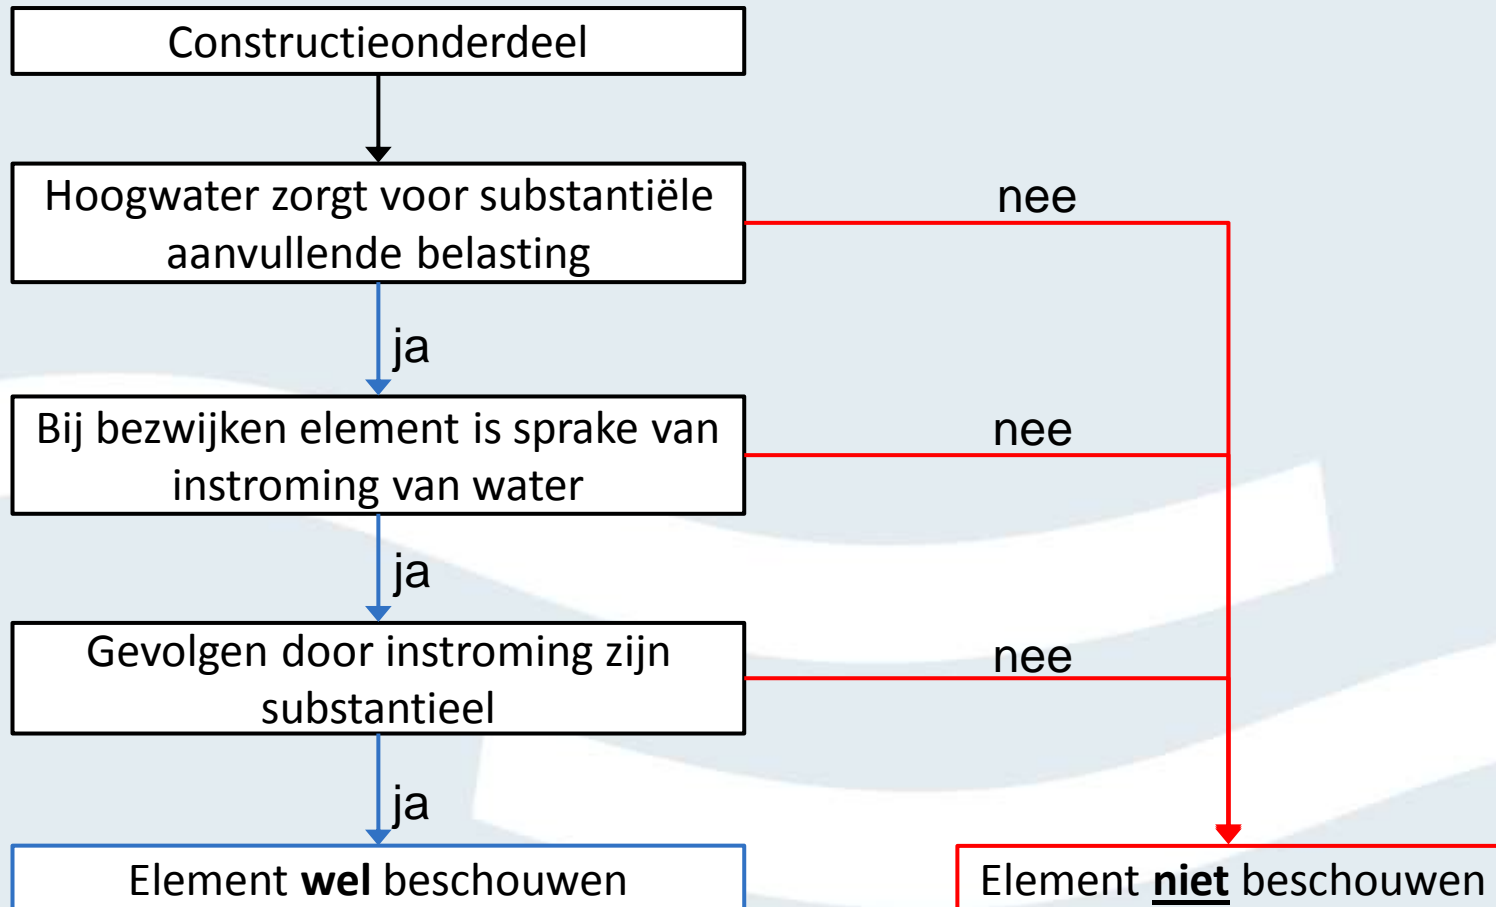 Constructieonderdeel
Hoogwater zorgt voor substantiële
aanvullende belasting
nee
ja
Bij bezwijken element is sprake van
instroming van water
nee
ja
Gevolgen door instroming zijn
substantieel
nee
ja
Element wel beschouwen
Element niet beschouwen